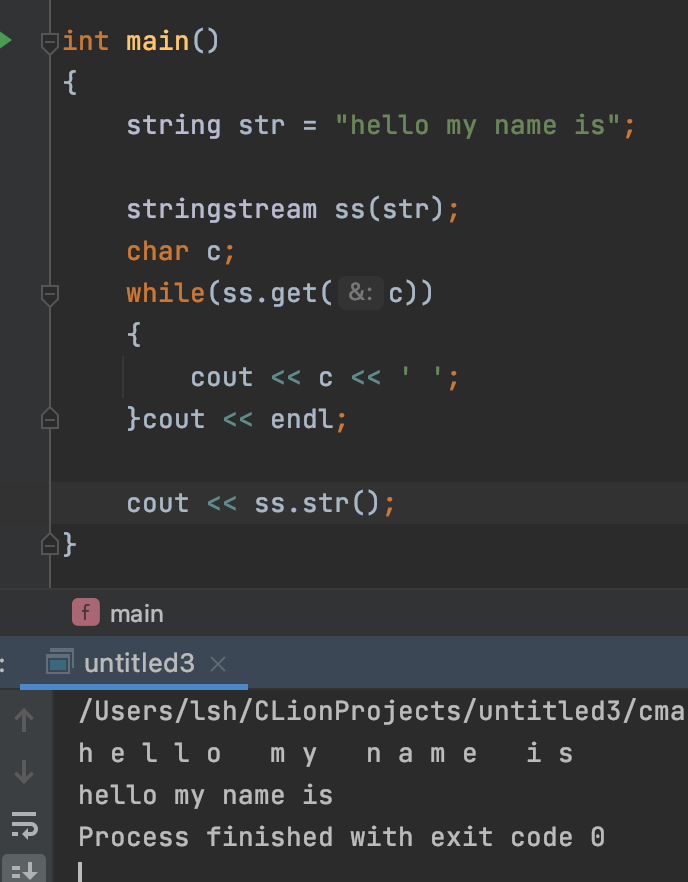 int main()
{
    string str = "hello my name is";

    stringstream ss(str);
    char c;
    while(ss.get( &: c))
    {
        cout << c << ' ';
    }cout << endl;

    cout << ss.str();
}
f main
: untitled3 ×
/Users/lsh/CLionProjects/untitled3/cma
h e l l o   m y   n a m e   i s
hello my name is
Process finished with exit code 0